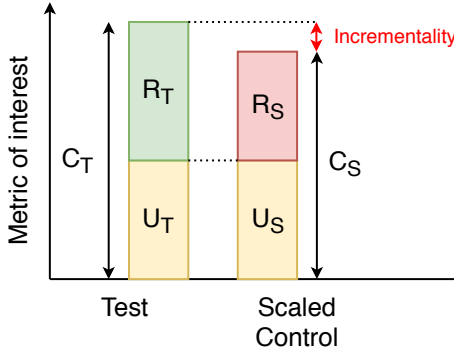 Incrementality
Metric of interest
R_T
R_S
C_T
C_S
U_T
U_S
Test
Scaled
Control